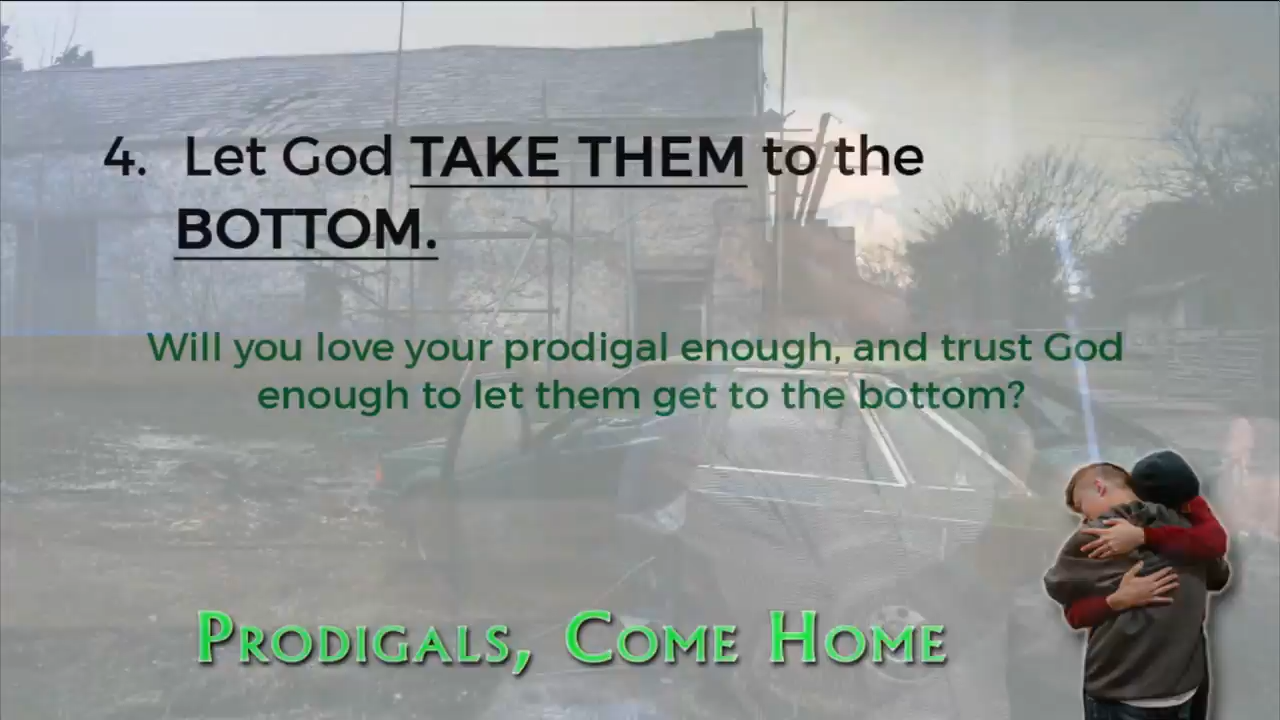 4. Let God TAKE THEM to the
BOTTOM.
Will you love your prodigal enough, and trust God
enough to let them get to the bottom?
PRODIGALS, COME HOME